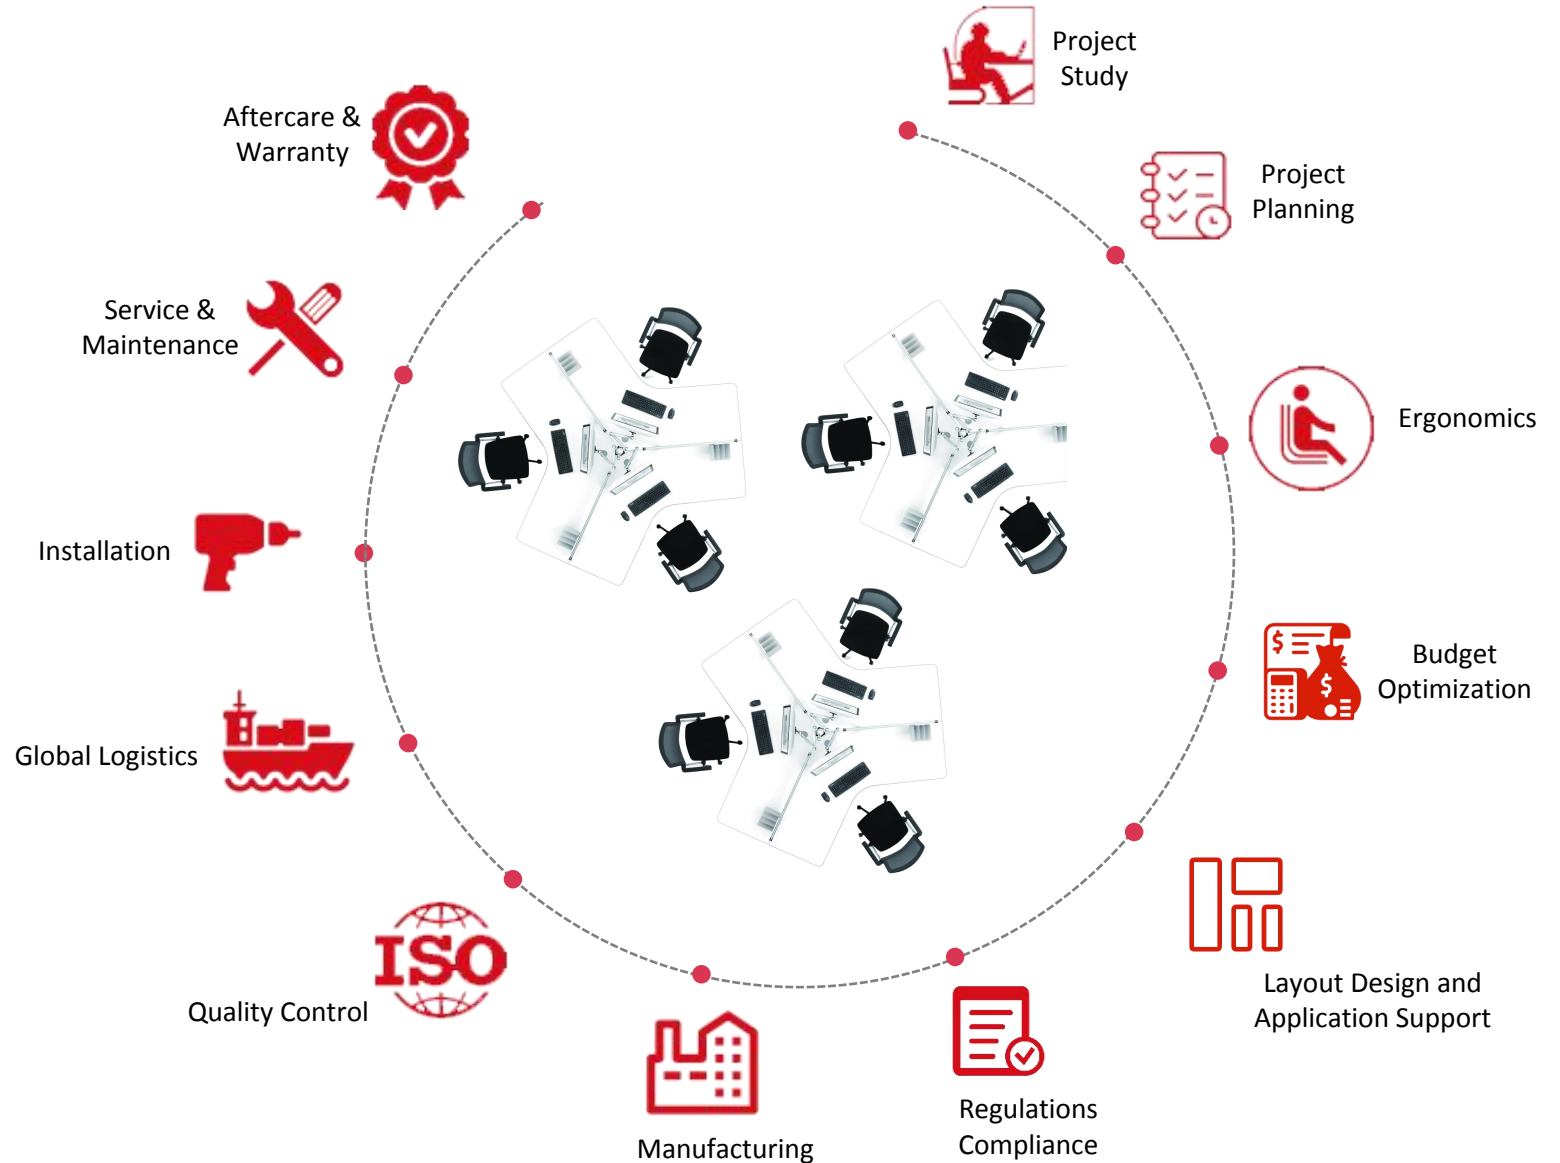 Project
Study
Project
Planning
Ergonomics
$
$
Budget
Optimization
Layout Design and
Application Support
Regulations
Compliance
Manufacturing
ISO
Quality Control
Global Logistics
Installation
Service &
Maintenance
Aftercare &
Warranty